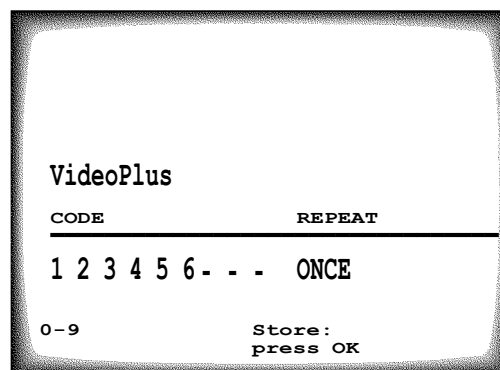 VideoPlus
CODE REPEAT
1 2 3 4 5 6 - - - ONCE
0-9 Store:
press OK